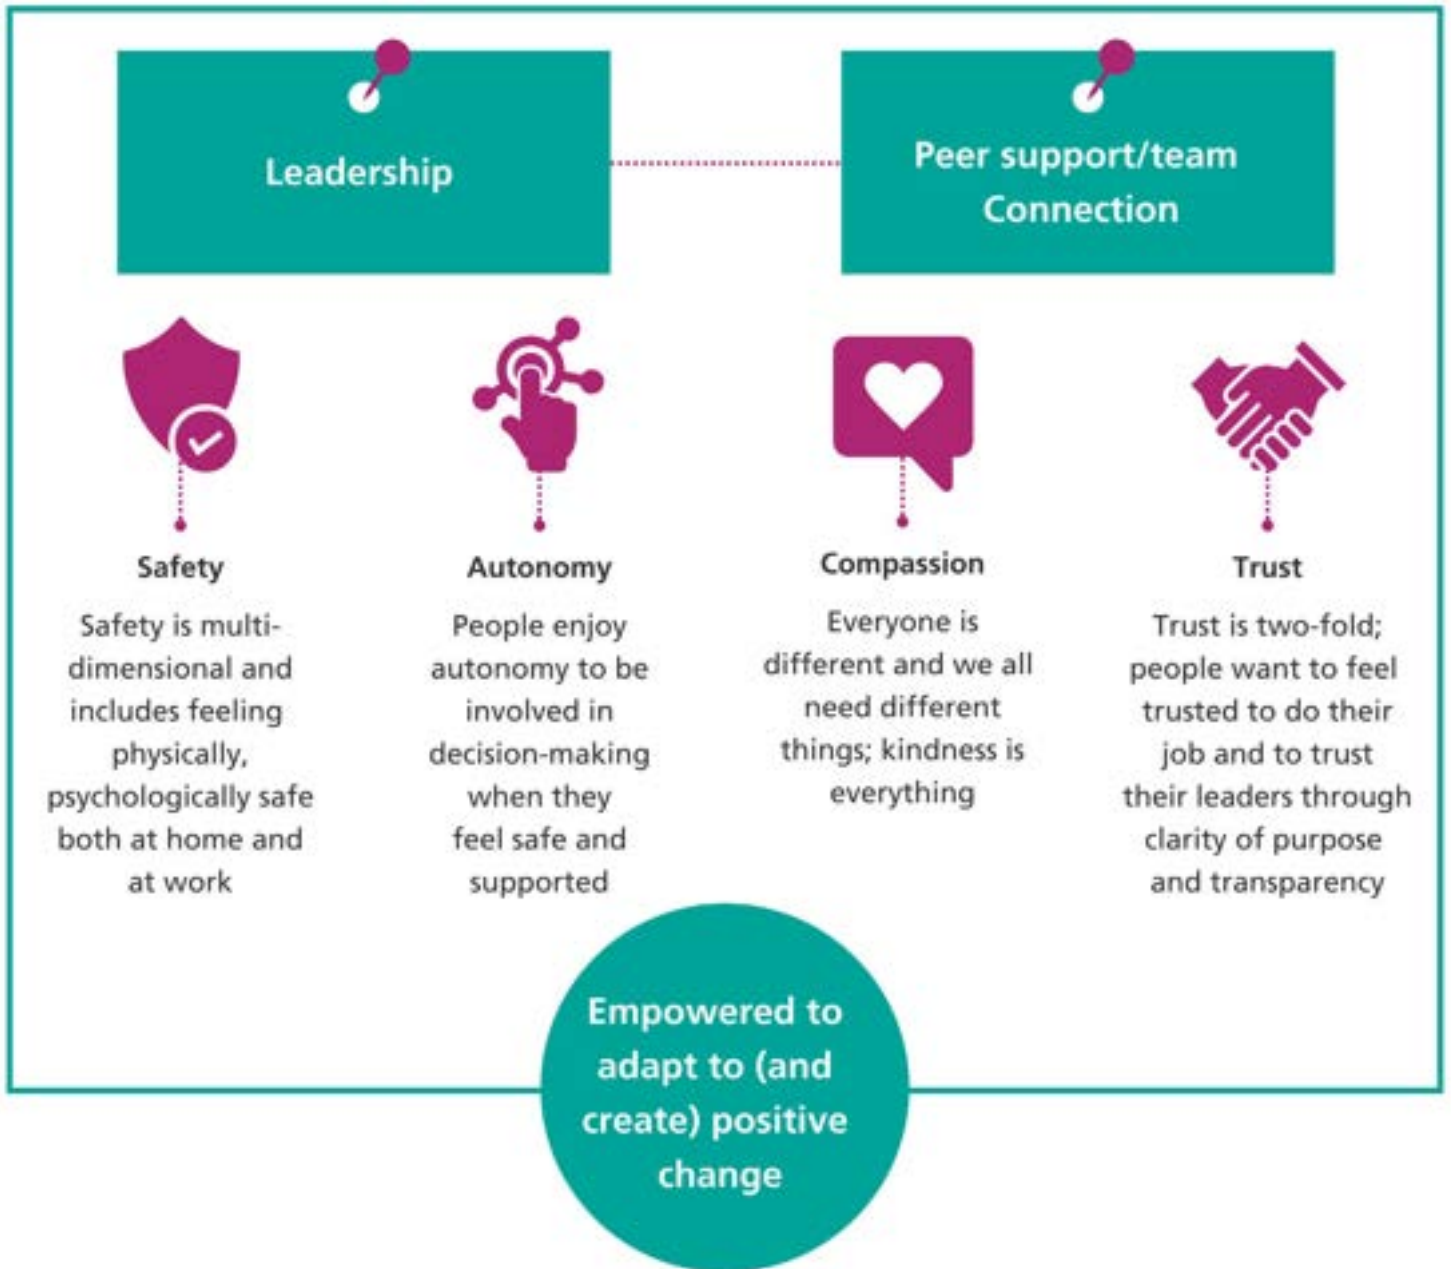 Leadership
Peer support/team
Connection
Safety
Safety is multi-
dimensional and
includes feeling
physically,
psychologically safe
both at home and
at work
Autonomy
People enjoy
autonomy to be
involved in
decision-making
when they
feel safe and
supported
Compassion
Everyone is
different and we all
need different
things; kindness is
everything
Trust
Trust is two-fold;
people want to feel
trusted to do their
job and to trust
their leaders through
clarity of purpose
and transparency
Empowered to
adapt to (and
create) positive
change